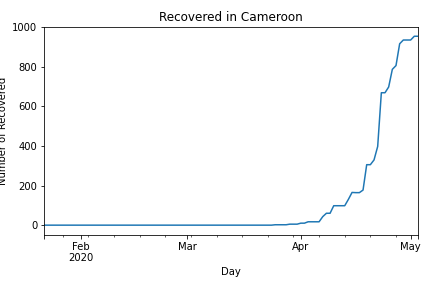 Recovered in Cameroon
Number of Recovered
1000
800
600
400
200
0
Feb
2020
Mar
Apr
May
Day